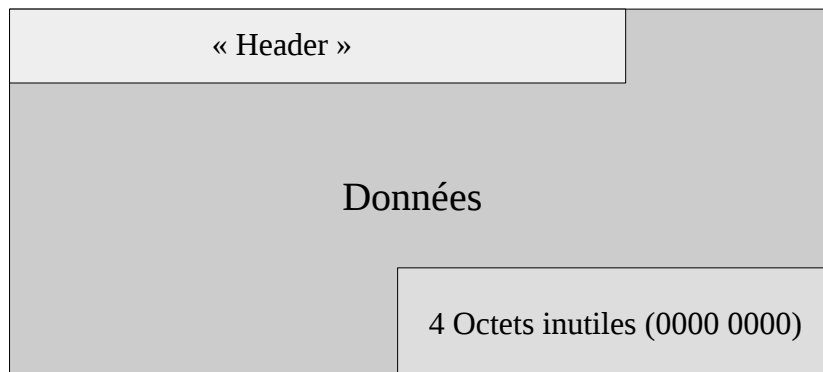 « Header »
Données
4 Octets inutiles (0000 0000)